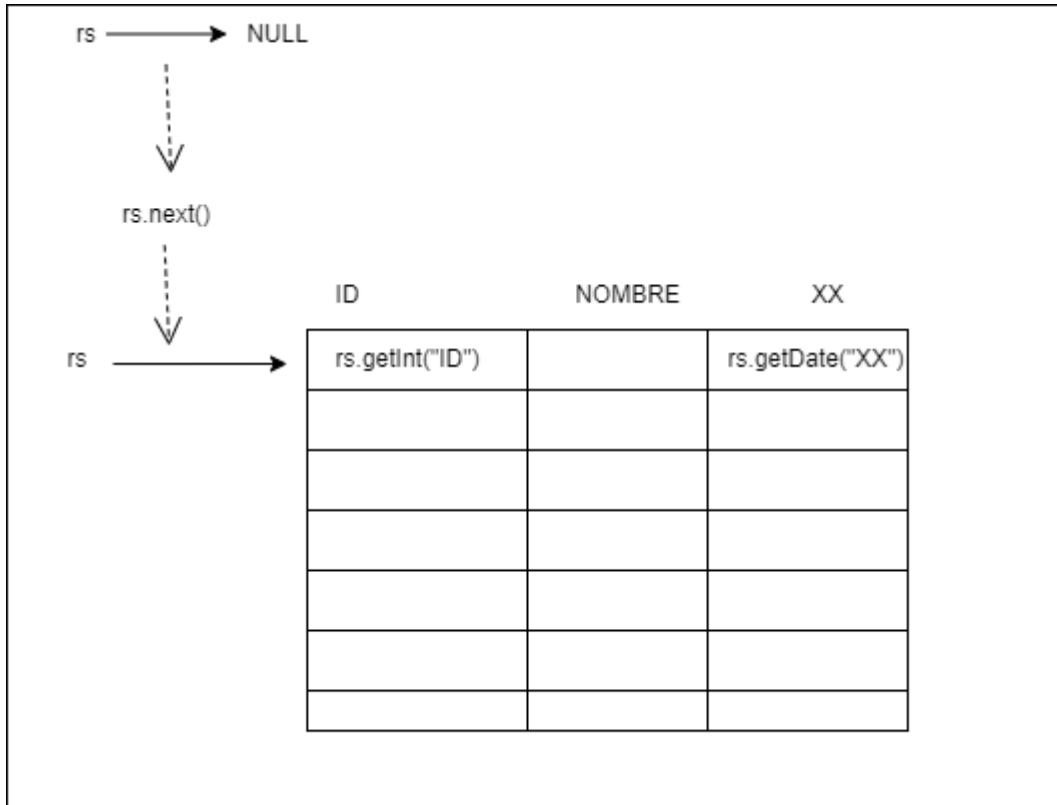 rs NULL
rs.next()
ID NOMBRE XX
rs rs.getInt("ID") rs.getDate("XX")